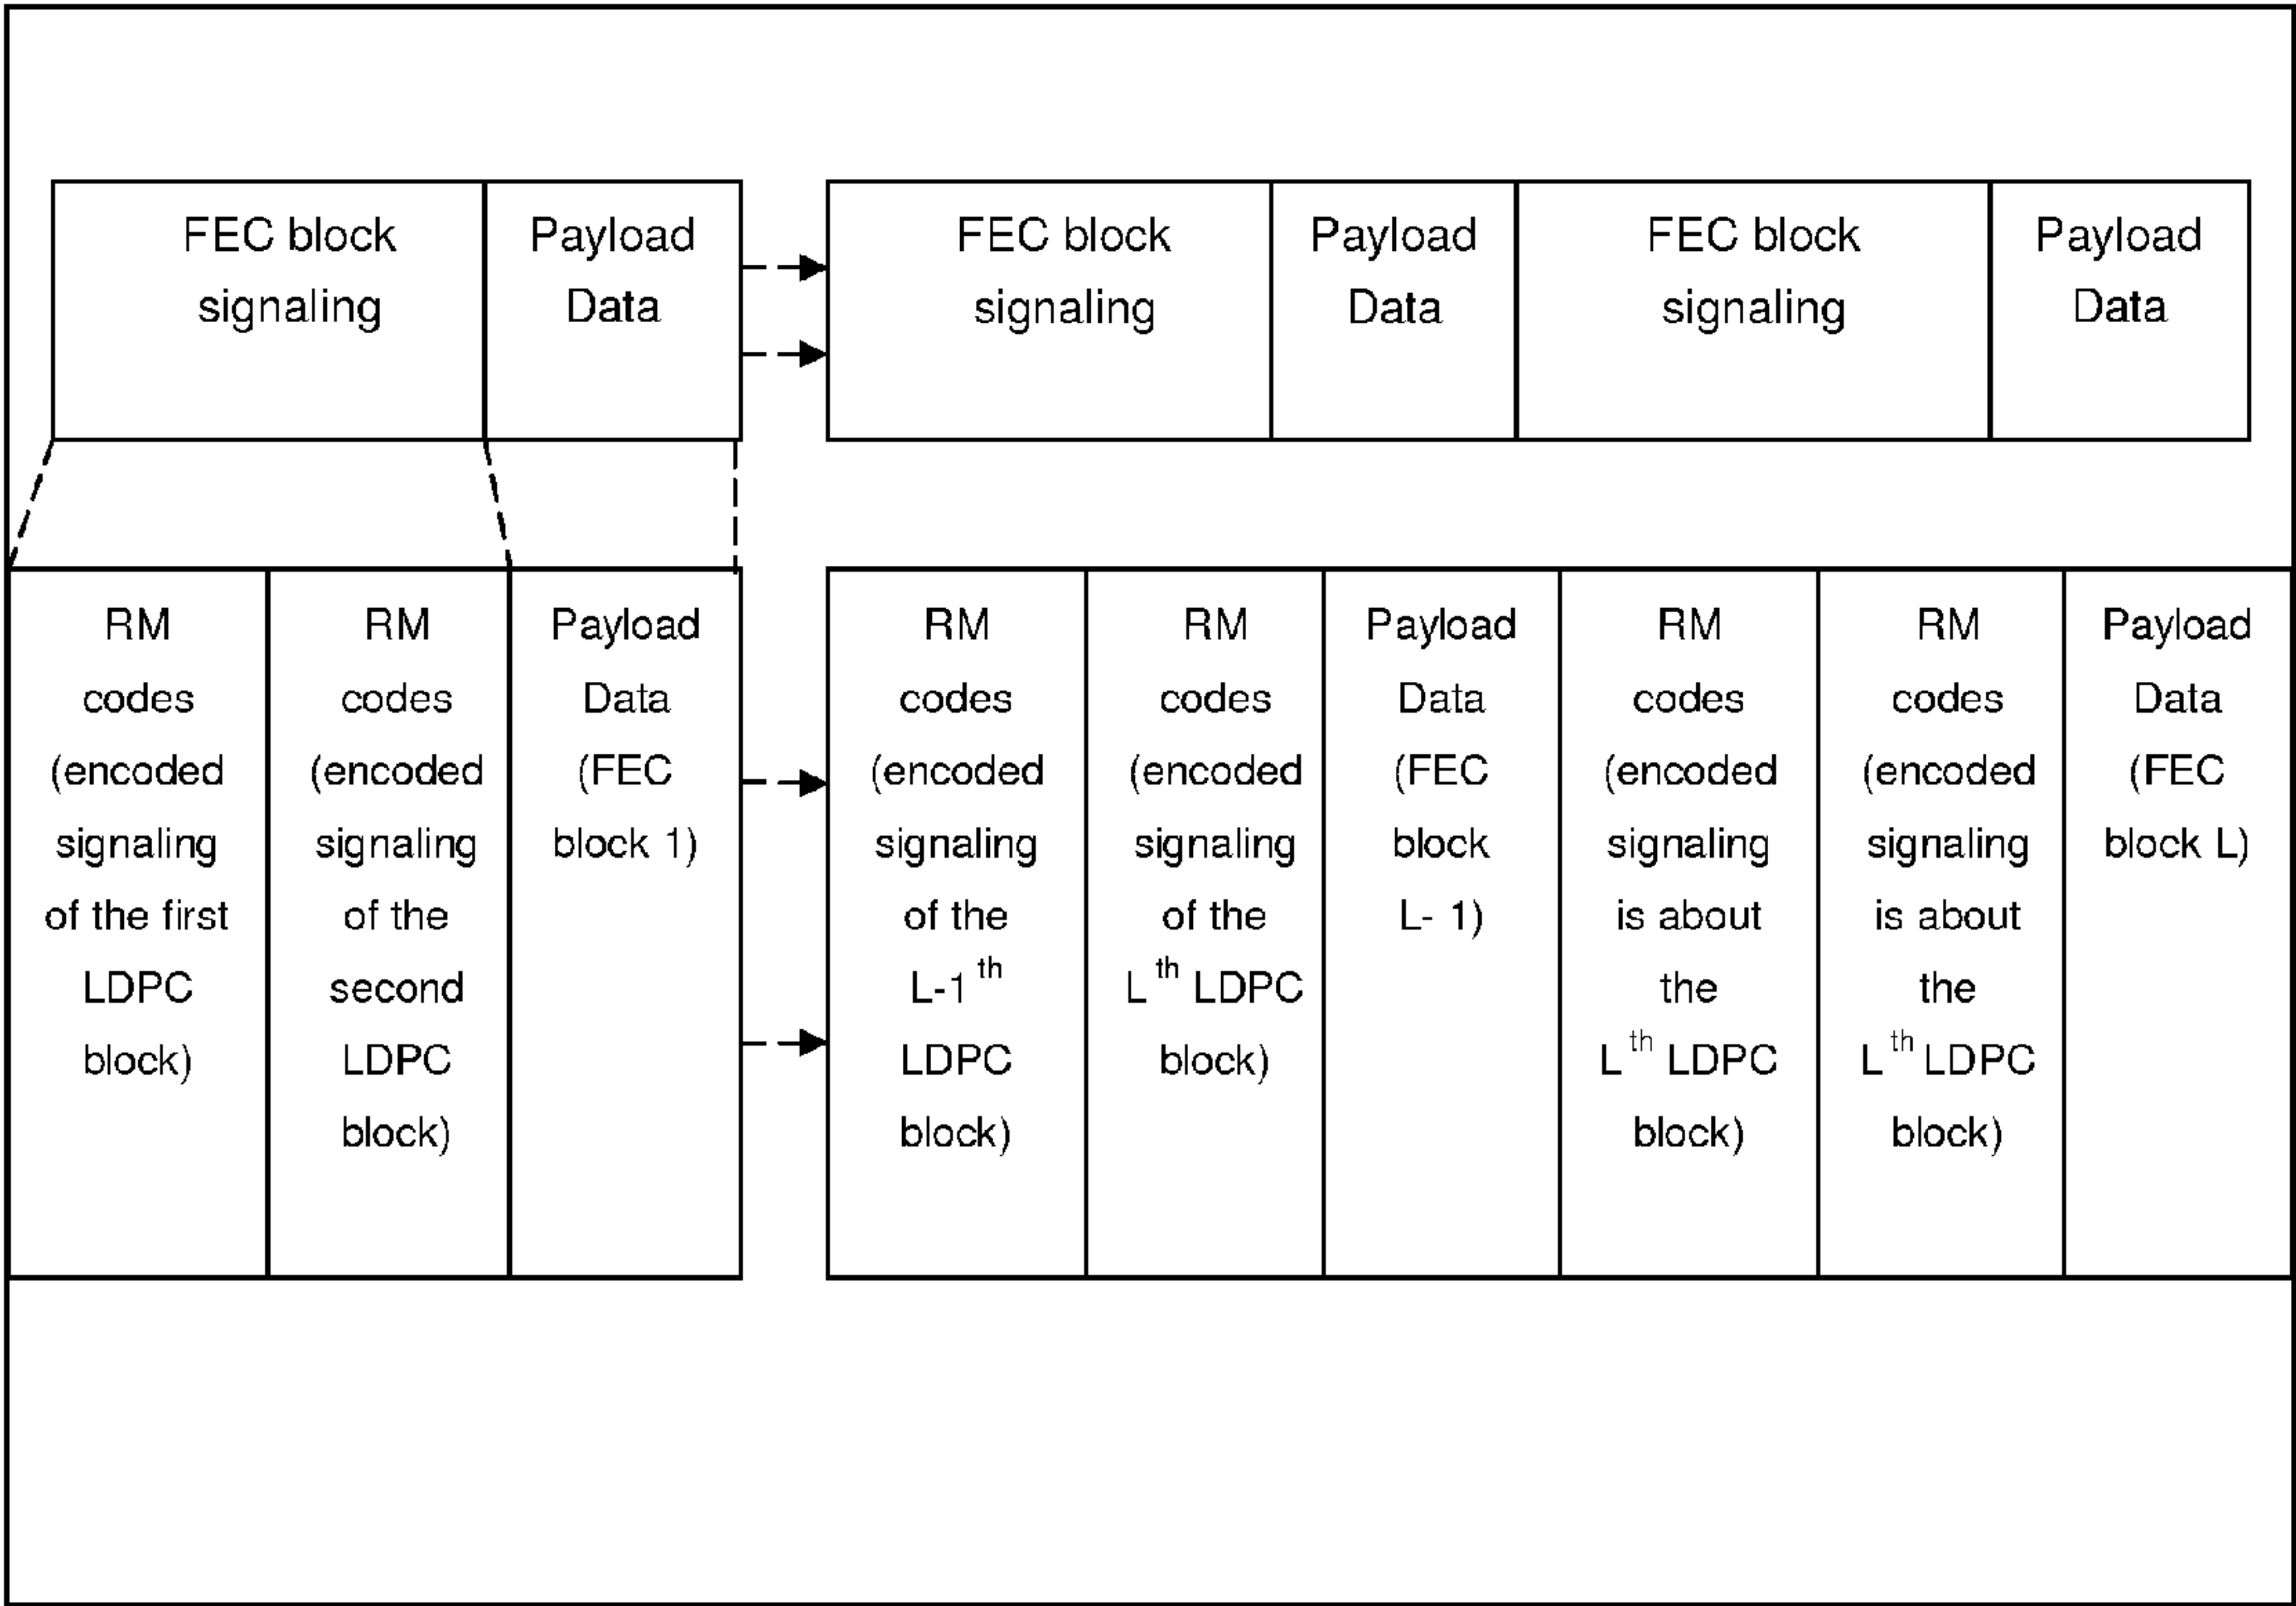 FEC block
signaling
Payload
Data
FEC block
signaling
Payload
Data
FEC block
signaling
Payload
Data
RM
codes
(encoded
signaling
of the first
LDPC
block)
RM
codes
(encoded
signaling
of the
second
LDPC
block)
Payload
Data
(FEC
block 1)
RM
codes
(encoded
signaling
of the
L-1 th
LDPC
block)
RM
codes
(encoded
signaling
of the
L th LDPC
block)
Payload
Data
(FEC
block
L- 1)
RM
codes
(encoded
signaling
is about
the
L th LDPC
block)
RM
codes
(encoded
signaling
is about
the
L th LDPC
block)
Payload
Data
(FEC
block L)